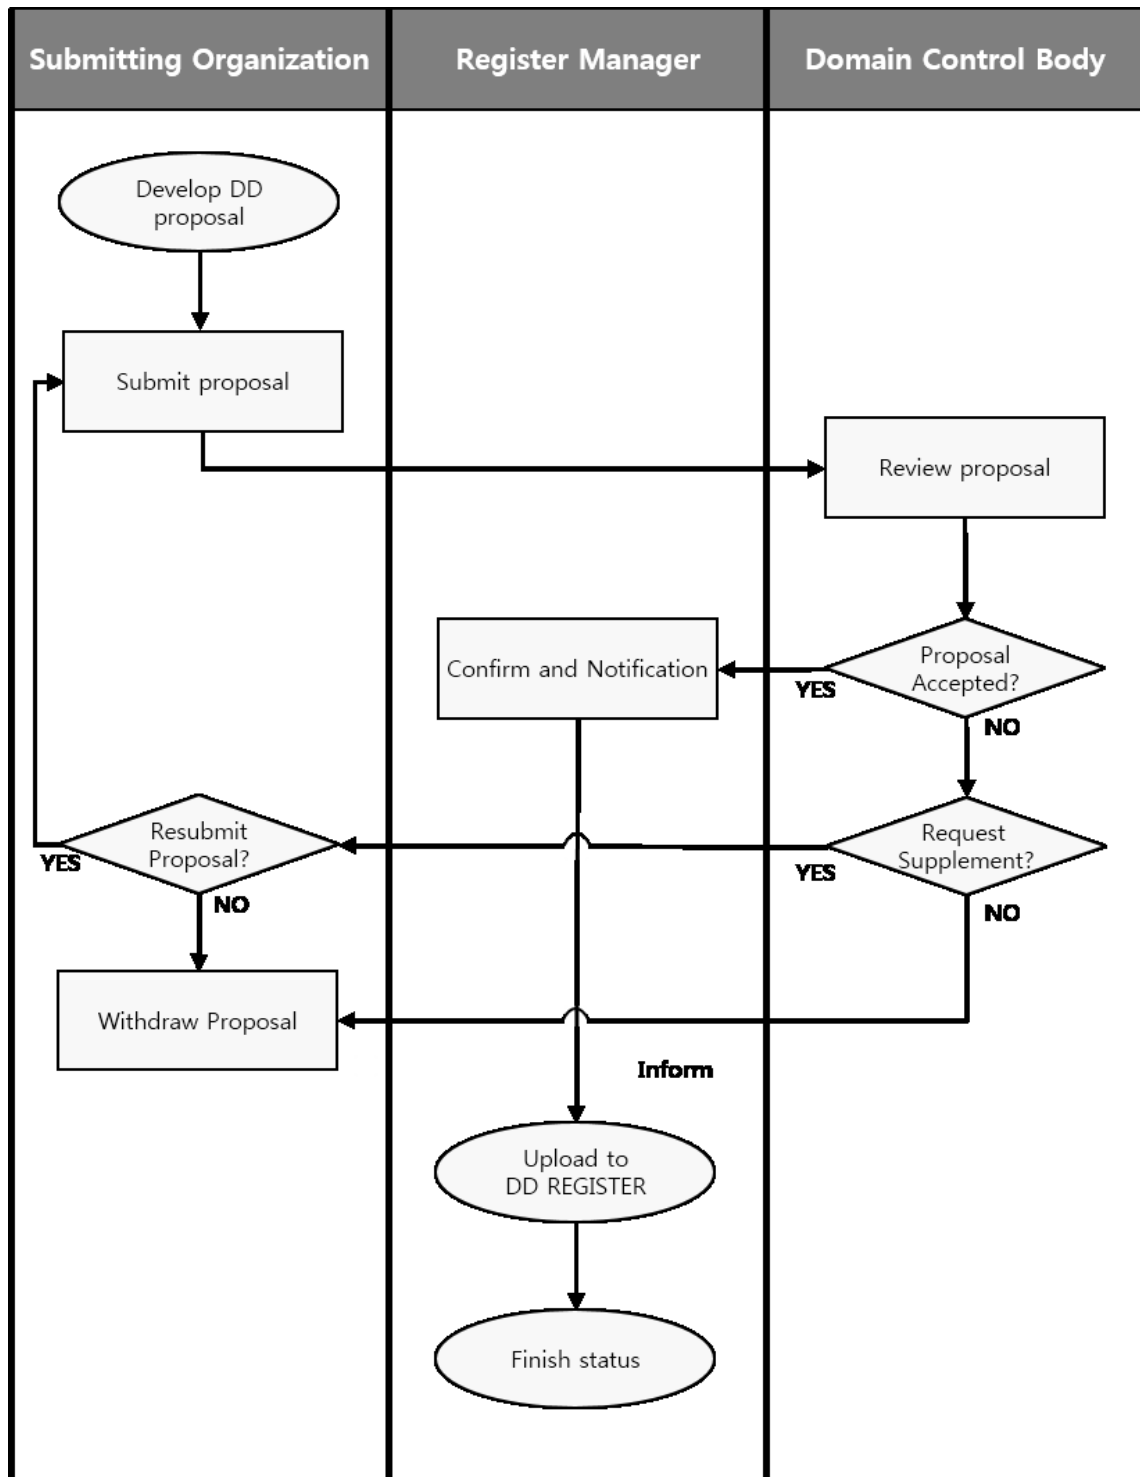 Submitting Organization
Register Manager
Domain Control Body
Develop DD
proposal
Submit proposal
Review proposal
Proposal
Accepted?
YES
NO
Confirm and Notification
Request
Supplement?
YES
NO
Resubmit
Proposal?
YES
NO
Withdraw Proposal
Inform
Upload to
DD REGISTER
Finish status